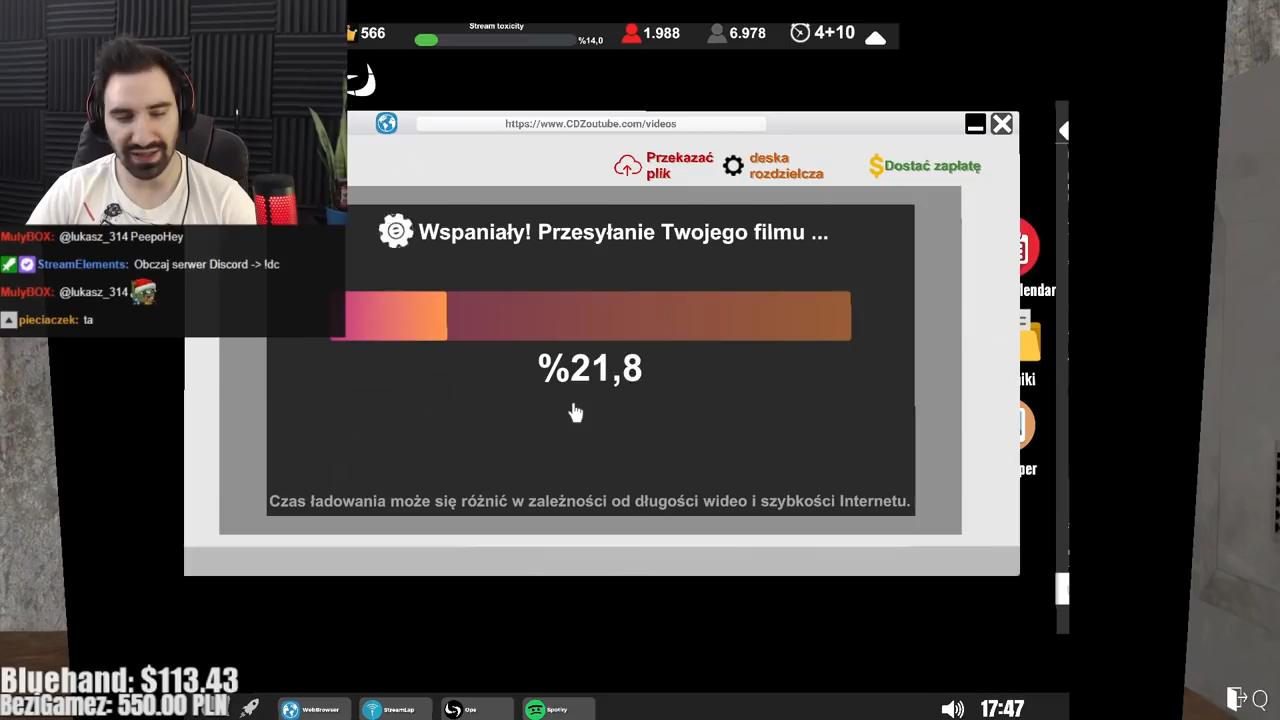 566
Stream toxicity
%14,0
1.988
6.978
4+10
https://www.CDZoutube.com/videos
Przekazać
plik
deska
rozdzielcza
$Dostać zapłatę
Wspaniały! Przesyłanie Twojego filmu ...
MulyBOX: @lukasz_314 PeepoHey
StreamElements: Obczaj serwer Discord -> !dc
MulyBOX: @lukasz_314
pieciaczek: ta
lendar
%21,8
iki
per
Czas ładowania może się różnić w zależności od długości wideo i szybkości Internetu.
Bluehand: $113.43
BeziGamez: 550.00 PLN
WebBrowser
StreamLap
Ops
Spotiy
17:47
Q